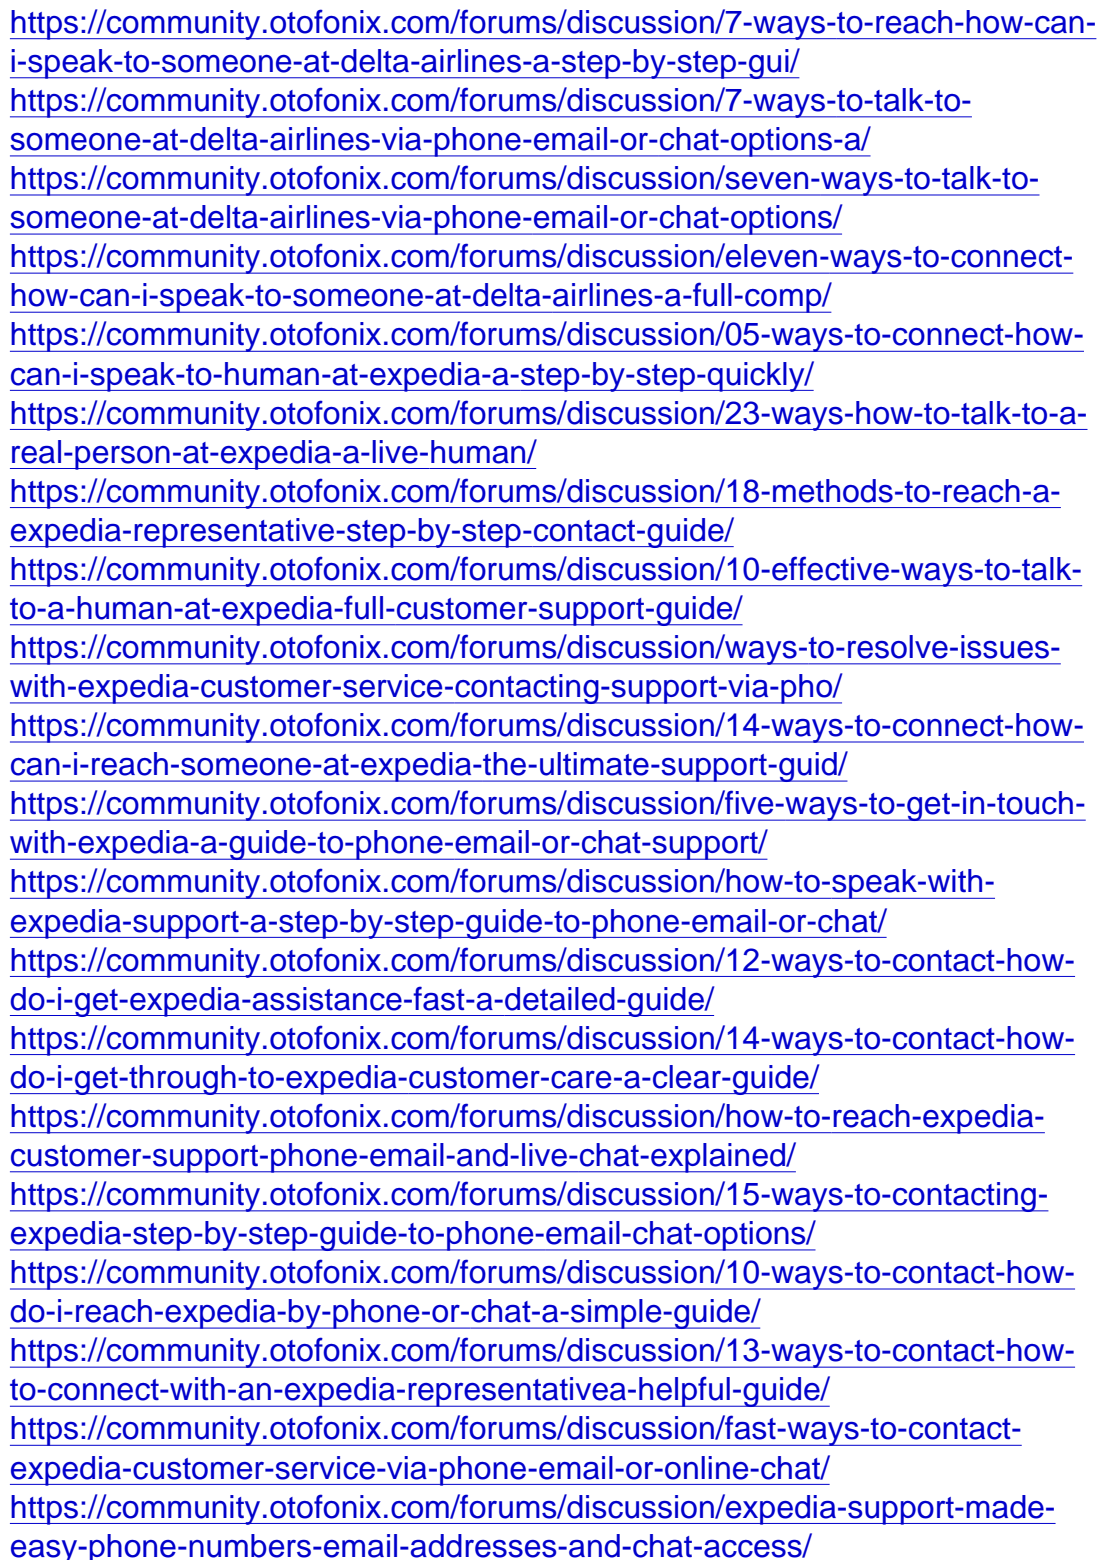 https://community.otofonix.com/forums/discussion/7-ways-to-reach-how-can-
i-speak-to-someone-at-delta-airlines-a-step-by-step-gui/
https://community.otofonix.com/forums/discussion/7-ways-to-talk-to-
someone-at-delta-airlines-via-phone-email-or-chat-options-a/
https://community.otofonix.com/forums/discussion/seven-ways-to-talk-to-
someone-at-delta-airlines-via-phone-email-or-chat-options/
https://community.otofonix.com/forums/discussion/eleven-ways-to-connect-
how-can-i-speak-to-someone-at-delta-airlines-a-full-comp/
https://community.otofonix.com/forums/discussion/05-ways-to-connect-how-
can-i-speak-to-human-at-expedia-a-step-by-step-quickly/
https://community.otofonix.com/forums/discussion/23-ways-how-to-talk-to-a-
real-person-at-expedia-a-live-human/
https://community.otofonix.com/forums/discussion/18-methods-to-reach-a-
expedia-representative-step-by-step-contact-guide/
https://community.otofonix.com/forums/discussion/10-effective-ways-to-talk-
to-a-human-at-expedia-full-customer-support-guide/
https://community.otofonix.com/forums/discussion/ways-to-resolve-issues-
with-expedia-customer-service-contacting-support-via-pho/
https://community.otofonix.com/forums/discussion/14-ways-to-connect-how-
can-i-reach-someone-at-expedia-the-ultimate-support-guid/
https://community.otofonix.com/forums/discussion/five-ways-to-get-in-touch-
with-expedia-a-guide-to-phone-email-or-chat-support/
https://community.otofonix.com/forums/discussion/how-to-speak-with-
expedia-support-a-step-by-step-guide-to-phone-email-or-chat/
https://community.otofonix.com/forums/discussion/12-ways-to-contact-how-
do-i-get-expedia-assistance-fast-a-detailed-guide/
https://community.otofonix.com/forums/discussion/14-ways-to-contact-how-
do-i-get-through-to-expedia-customer-care-a-clear-guide/
https://community.otofonix.com/forums/discussion/how-to-reach-expedia-
customer-support-phone-email-and-live-chat-explained/
https://community.otofonix.com/forums/discussion/15-ways-to-contacting-
expedia-step-by-step-guide-to-phone-email-chat-options/
https://community.otofonix.com/forums/discussion/10-ways-to-contact-how-
do-i-reach-expedia-by-phone-or-chat-a-simple-guide/
https://community.otofonix.com/forums/discussion/13-ways-to-contact-how-
to-connect-with-an-expedia-representativea-helpful-guide/
https://community.otofonix.com/forums/discussion/fast-ways-to-contact-
expedia-customer-service-via-phone-email-or-online-chat/
https://community.otofonix.com/forums/discussion/expedia-support-made-
easy-phone-numbers-email-addresses-and-chat-access/